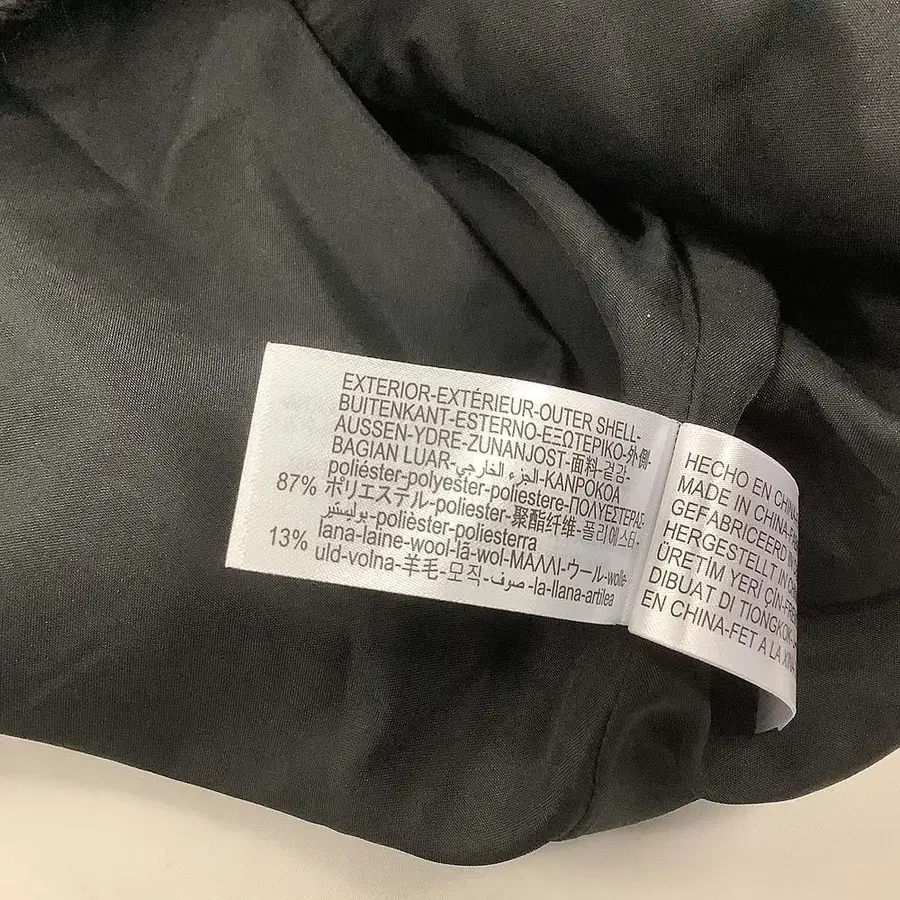 EXTERIOR-EXTÉRIEUR-OUTER SHELL-
BUITENKANT-ESTERNO-ΕΞΩΤΕΡΙΚΟ-外側-
AUSSEN-YDRE-ZUNANJOST-面料-겉감-
BAGIAN LUAR-الجزء الخارجي-KANPOKOA
poliéster-polyester-poliestere-ΠΟΛΥΕΣΤΕΡΑΣ-
87% ポリエステル-poliester-聚酯纤维-폴리에스터-
بوليستير-polièster-poliesterra
lana-laine-wool-lã-wol-ΜΑΛΛΙ-ウール-wolle-
13% uld-volna-羊毛-모직-صوف-la-llana-artilea
HECHO EN CHINA-
MADE IN CHINA-
GEFABRICEERD
HERGESTELLT IN
ÜRETIM YERİ ÇİN-
DIBUAT DI TIONGKOK-
EN CHINA-FET A LA